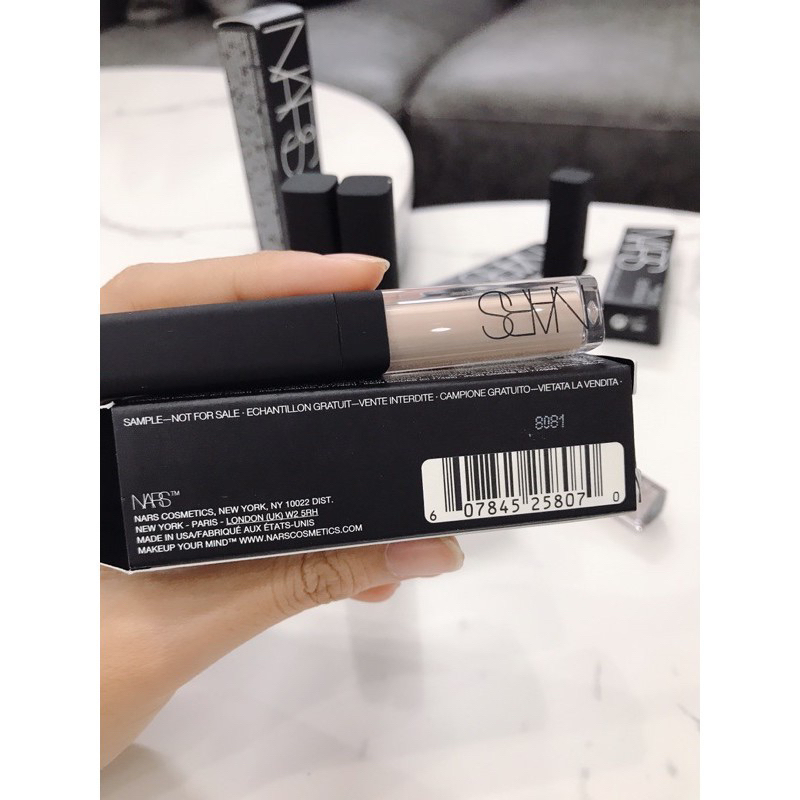 NARS
NARS
NARS
SAMPLE—NOT FOR SALE · ECHANTILLON GRATUIT—VENTE INTERDITE · CAMPIONE GRATUITO—VIETATA LA VENDITA ·
8081
NARS™
NARS COSMETICS, NEW YORK, NY 10022 DIST.
NEW YORK - PARIS - LONDON (UK) W2 5RH
MADE IN USA/FABRIQUÉ AUX ÉTATS-UNIS
MAKEUP YOUR MIND™ WWW.NARSCOSMETICS.COM
6 07845 25807 0